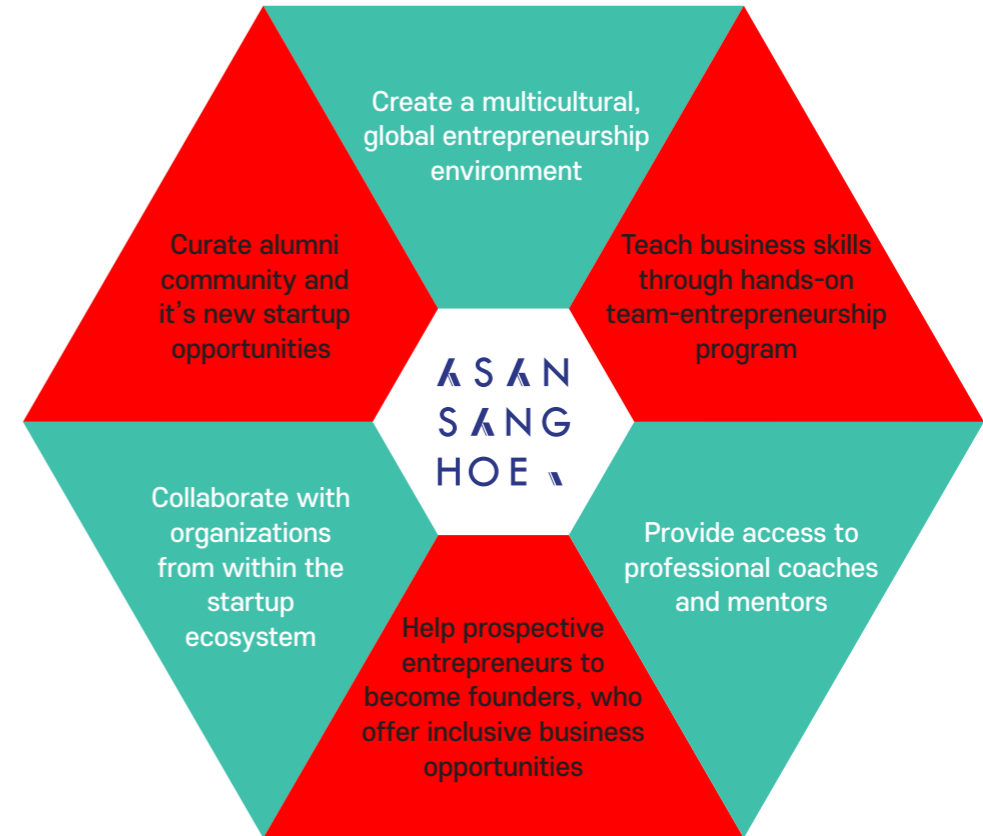 Create a multicultural,
global entrepreneurship
environment
Curate alumni
community and
it's new startup
opportunities
Teach business skills
through hands-on
team-entrepreneurship
program
ASAN
SANG
HOE
Collaborate with
organizations
from within the
startup
ecosystem
Provide access to
professional coaches
and mentors
Help prospective
entrepreneurs to
become founders, who
offer inclusive business
opportunities